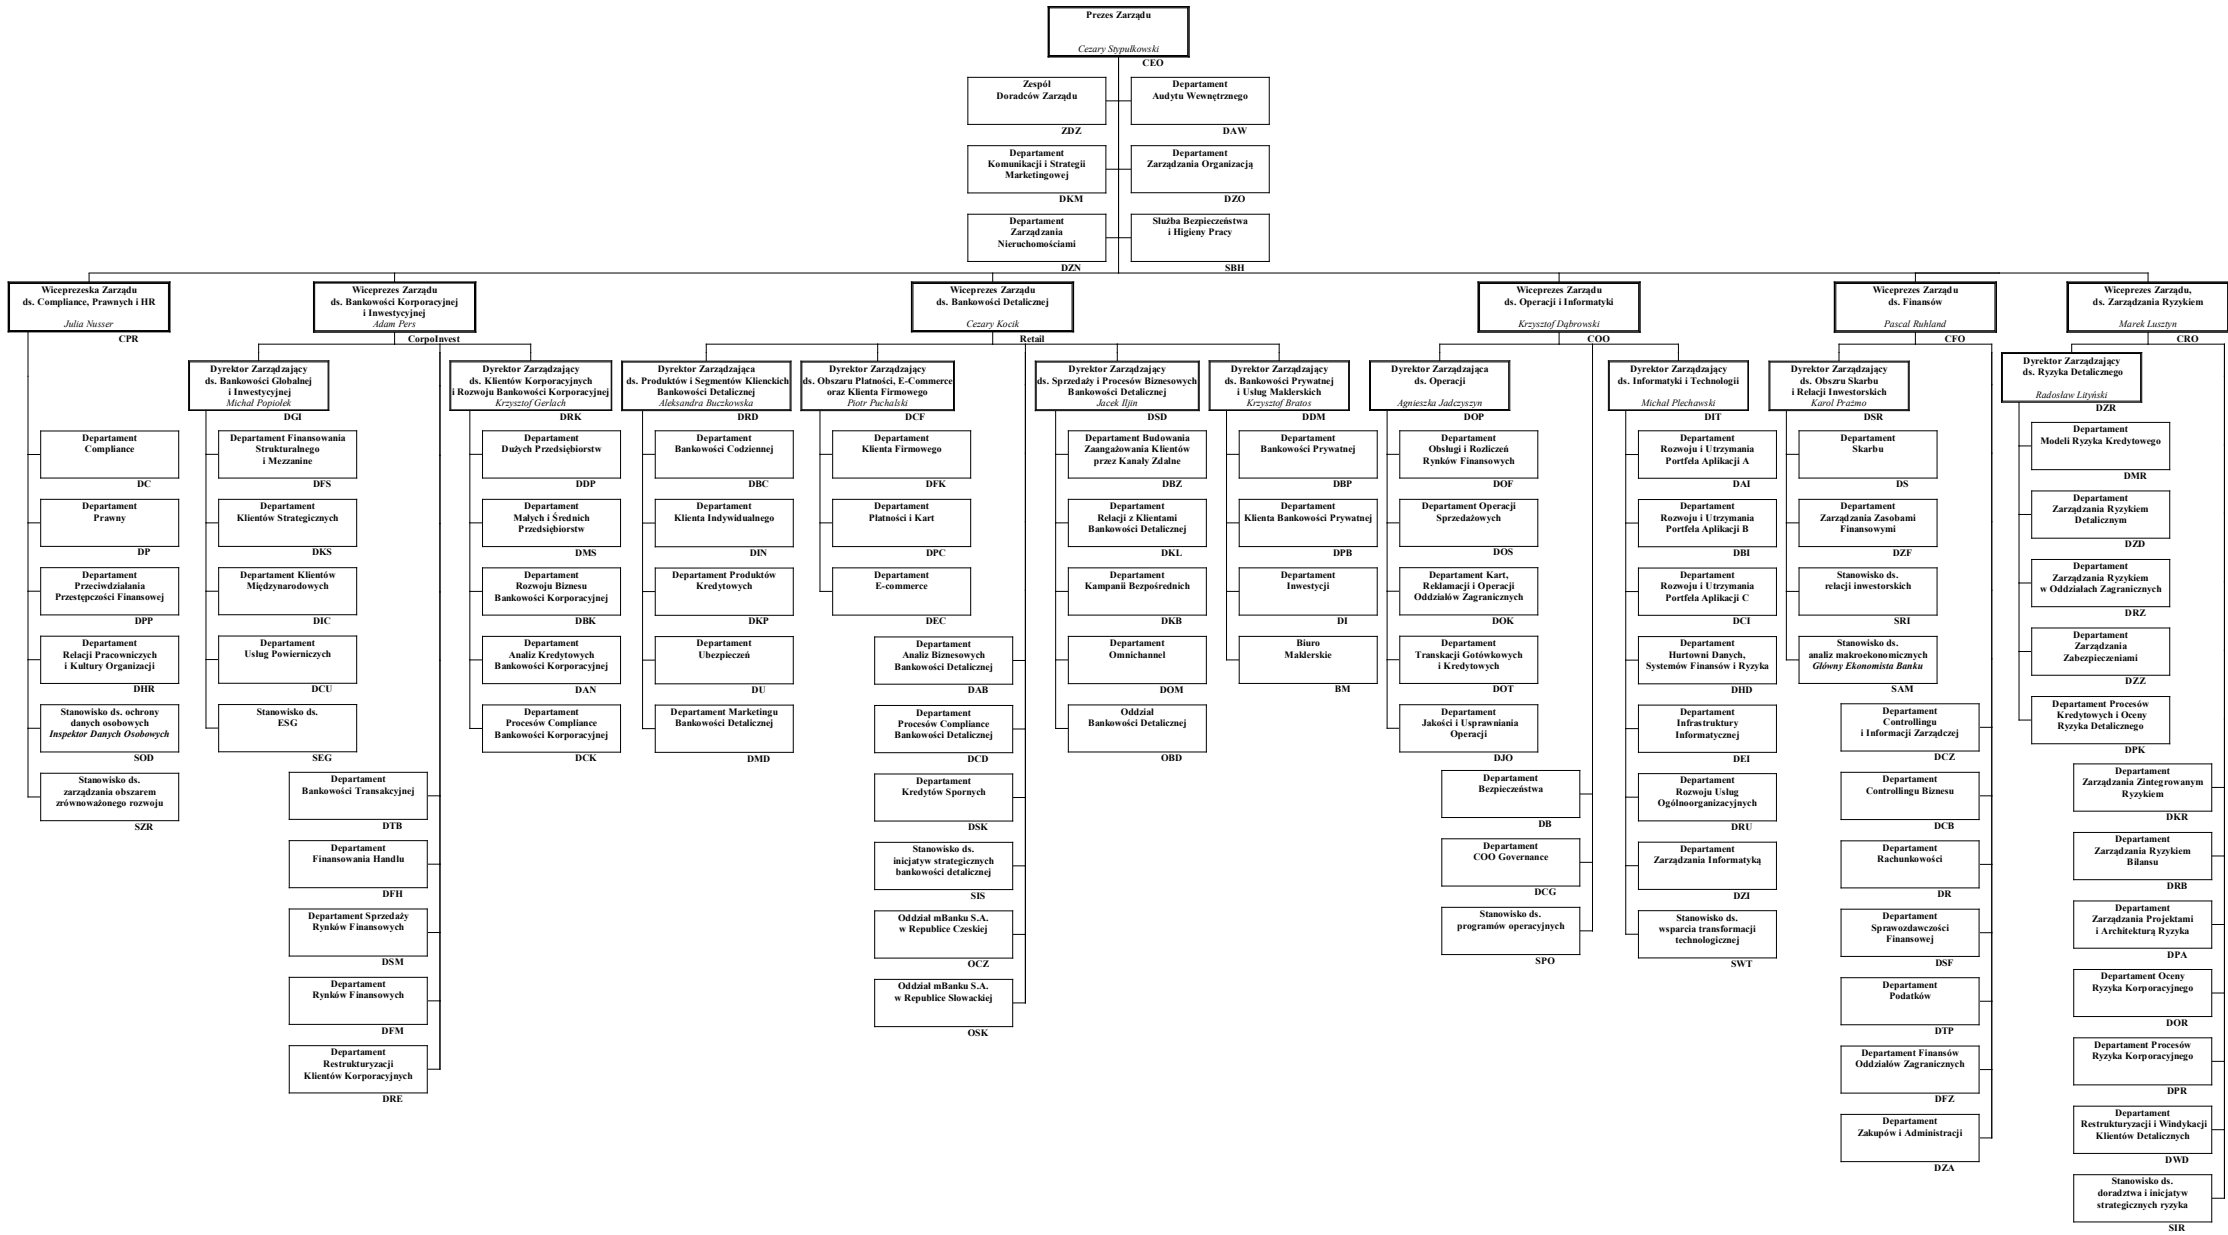 Prezes Zarządu
Cezary Stypułkowski
CEO
Zespół
Doradców Zarządu
ZDZ
Departament
Audytu Wewnętrznego
DAW
Departament
Komunikacji i Strategii
Marketingowej
DKM
Departament
Zarządzania Organizacją
DZO
Departament
Zarządzania
Nieruchomościami
DZN
Służba Bezpieczeństwa
i Higieny Pracy
SBH
Wiceprezeska Zarządu
ds. Compliance, Prawnych i HR
Julia Nusser
CPR
Departament
Compliance
DC
Departament
Prawny
DP
Departament
Przeciwdziałania
Przestępczości Finansowej
DPP
Departament
Relacji Pracowniczych
i Kultury Organizacji
DHR
Stanowisko ds. ochrony
danych osobowych
Inspektor Danych Osobowych
SOD
Stanowisko ds.
zarządzania obszarem
zrównoważonego rozwoju
SZR
Wiceprezes Zarządu
ds. Bankowości Korporacyjnej
i Inwestycyjnej
Adam Pers
CorpoInvest
Dyrektor Zarządzający
ds. Bankowości Globalnej
i Inwestycyjnej
Michał Popiołek
DGI
Departament Finansowania
Strukturalnego
i Mezzanine
DFS
Departament
Klientów Strategicznych
DKS
Departament Klientów
Międzynarodowych
DIC
Departament
Usług Powierniczych
DCU
Stanowisko ds.
ESG
SEG
Departament
Bankowości Transakcyjnej
DTB
Departament
Finansowania Handlu
DFH
Departament Sprzedaży
Rynków Finansowych
DSM
Departament
Rynków Finansowych
DFM
Departament
Restrukturyzacji
Klientów Korporacyjnych
DRE
Dyrektor Zarządzający
ds. Klientów Korporacyjnych
i Rozwoju Bankowości Korporacyjnej
Krzysztof Gerlach
DRK
Departament
Dużych Przedsiębiorstw
DDP
Departament
Małych i Średnich
Przedsiębiorstw
DMS
Departament
Rozwoju Biznesu
Bankowości Korporacyjnej
DBK
Departament
Analiz Kredytowych
Bankowości Korporacyjnej
DAN
Departament
Procesów Compliance
Bankowości Korporacyjnej
DCK
Wiceprezes Zarządu
ds. Bankowości Detalicznej
Cezary Kocik
Retail
Dyrektor Zarządzająca
ds. Produktów i Segmentów Klienckich
Bankowości Detalicznej
Aleksandra Buczkowska
DRD
Departament
Bankowości Codziennej
DBC
Departament
Klienta Indywidualnego
DIN
Departament Produktów
Kredytowych
DKP
Departament
Ubezpieczeń
DU
Departament Marketingu
Bankowości Detalicznej
DMD
Dyrektor Zarządzający
ds. Obszaru Płatności, E-Commerce
oraz Klienta Firmowego
Piotr Puchalski
DCF
Departament
Klienta Firmowego
DFK
Departament
Płatności i Kart
DPC
Departament
E-commerce
DEC
Departament
Analiz Biznesowych
Bankowości Detalicznej
DAB
Departament
Procesów Compliance
Bankowości Detalicznej
DCD
Departament
Kredytów Spornych
DSK
Stanowisko ds.
inicjatyw strategicznych
bankowości detalicznej
SIS
Oddział mBanku S.A.
w Republice Czeskiej
OCZ
Oddział mBanku S.A.
w Republice Słowackiej
OSK
Dyrektor Zarządzający
ds. Sprzedaży i Procesów Biznesowych
Bankowości Detalicznej
Jacek Iljin
DSD
Departament Budowania
Zaangażowania Klientów
przez Kanały Zdalne
DBZ
Departament
Relacji z Klientami
Bankowości Detalicznej
DKL
Departament
Kampanii Bezpośrednich
DKB
Departament
Omnichannel
DOM
Oddział
Bankowości Detalicznej
OBD
Dyrektor Zarządzający
ds. Bankowości Prywatnej
i Usług Maklerskich
Krzysztof Bratos
DDM
Departament
Bankowości Prywatnej
DBP
Departament
Klienta Bankowości Prywatnej
DPB
Departament
Inwestycji
DI
Biuro
Maklerskie
BM
Wiceprezes Zarządu
ds. Operacji i Informatyki
Krzysztof Dąbrowski
COO
Dyrektor Zarządzająca
ds. Operacji
Agnieszka Jadczyszyn
DOP
Departament
Obsługi i Rozliczeń
Rynków Finansowych
DOF
Departament Operacji
Sprzedażowych
DOS
Departament Kart,
Reklamacji i Operacji
Oddziałów Zagranicznych
DOK
Departament
Transkacji Gotówkowych
i Kredytowych
DOT
Departament
Jakości i Usprawniania
Operacji
DJO
Departament
Bezpieczeństwa
DB
Departament
COO Governance
DCG
Stanowisko ds.
programów operacyjnych
SPO
Dyrektor Zarządzający
ds. Informatyki i Technologii
Michał Plechawski
DIT
Departament
Rozwoju i Utrzymania
Portfela Aplikacji A
DAI
Departament
Rozwoju i Utrzymania
Portfela Aplikacji B
DBI
Departament
Rozwoju i Utrzymania
Portfela Aplikacji C
DCI
Departament
Hurtowni Danych,
Systemów Finansów i Ryzyka
DHD
Departament
Infrastruktury
Informatycznej
DEI
Departament
Rozwoju Usług
Ogólnoorganizacyjnych
DRU
Departament
Zarządzania Informatyką
DZI
Stanowisko ds.
wsparcia transformacji
technologicznej
SWT
Wiceprezes Zarządu
ds. Finansów
Pascal Ruhland
CFO
Dyrektor Zarządzający
ds. Obszru Skarbu
i Relacji Inwestorskich
Karol Prażmo
DSR
Departament
Skarbu
DS
Departament
Zarządzania Zasobami
Finansowymi
DZF
Stanowisko ds.
relacji inwestorskich
SRI
Stanowisko ds.
analiz makroekonomicznych
Główny Ekonomista Banku
SAM
Departament
Controllingu
i Informacji Zarządczej
DCZ
Departament
Controllingu Biznesu
DCB
Departament
Rachunkowości
DR
Departament
Sprawozdawczości
Finansowej
DSF
Departament
Podatków
DTP
Departament Finansów
Oddziałów Zagranicznych
DFZ
Departament
Zakupów i Administracji
DZA
Wiceprezes Zarządu,
ds. Zarządzania Ryzykiem
Marek Lusztyn
CRO
Dyrektor Zarządzający
ds. Ryzyka Detalicznego
Radosław Lityński
DZR
Departament
Modeli Ryzyka Kredytowego
DMR
Departament
Zarządzania Ryzykiem
Detalicznym
DZD
Departament
Zarządzania Ryzykiem
w Oddziałach Zagranicznych
DRZ
Departament
Zarządzania
Zabezpieczeniami
DZZ
Departament Procesów
Kredytowych i Oceny
Ryzyka Detalicznego
DPK
Departament
Zarządzania Zintegrowanym
Ryzykiem
DKR
Departament
Zarządzania Ryzykiem
Bilansu
DRB
Departament
Zarządzania Projektami
i Architekturą Ryzyka
DPA
Departament Oceny
Ryzyka Korporacyjnego
DOR
Departament Procesów
Ryzyka Korporacyjnego
DPR
Departament
Restrukturyzacji i Windykacji
Klientów Detalicznych
DWD
Stanowisko ds.
doradztwa i inicjatyw
strategicznych ryzyka
SIR